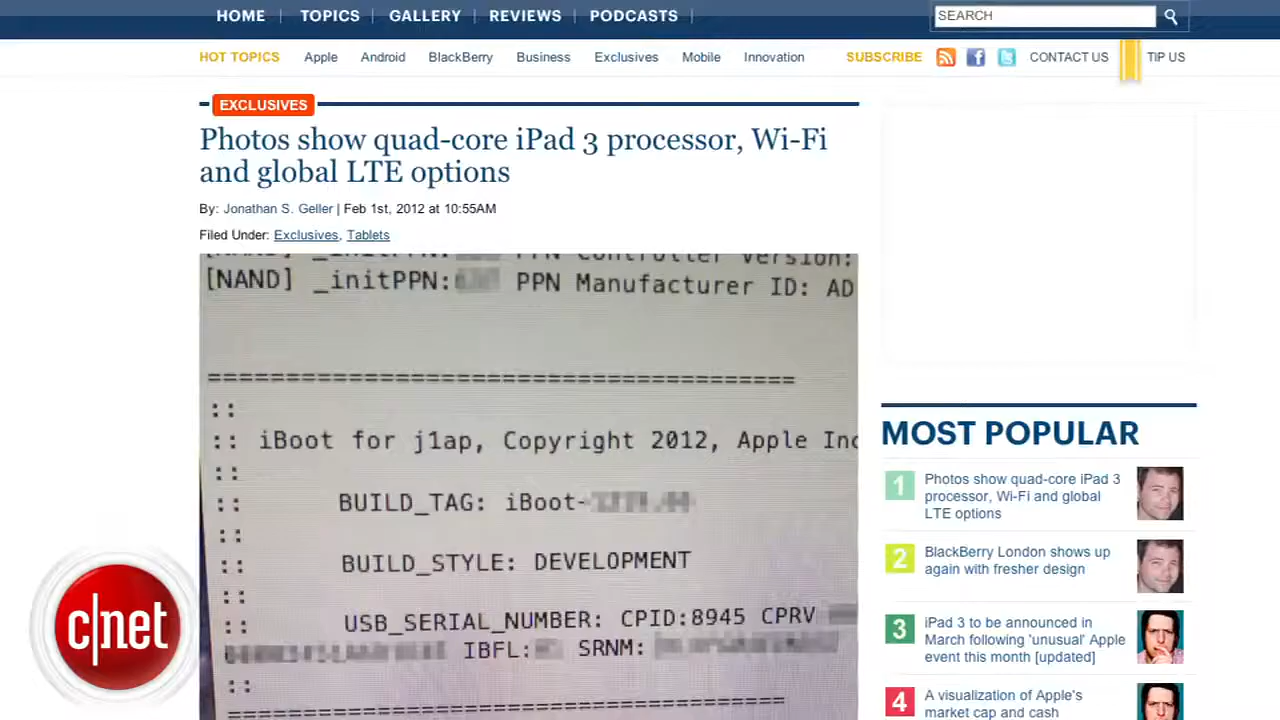 HOME
TOPICS
GALLERY
REVIEWS
PODCASTS
SEARCH
HOT TOPICS
Apple
Android
BlackBerry
Business
Exclusives
Mobile
Innovation
SUBSCRIBE
CONTACT US
TIP US
EXCLUSIVES
Photos show quad-core iPad 3 processor, Wi-Fi
and global LTE options
By: Jonathan S. Geller | Feb 1st, 2012 at 10:55AM
Filed Under: Exclusives, Tablets
PPN Controller Version:
[NAND] _initPPN: PPN Manufacturer ID: AD
=======================================
::
:: iBoot for j1ap, Copyright 2012, Apple Inc
::
:: BUILD_TAG: iBoot-
::
:: BUILD_STYLE: DEVELOPMENT
::
:: USB_SERIAL_NUMBER: CPID:8945 CPRV
IBFL: SRNM:
::
=======================================
MOST POPULAR
1
Photos show quad-core iPad 3
processor, Wi-Fi and global
LTE options
2
BlackBerry London shows up
again with fresher design
3
iPad 3 to be announced in
March following 'unusual' Apple
event this month [updated]
4
A visualization of Apple's
market cap and cash
c|net